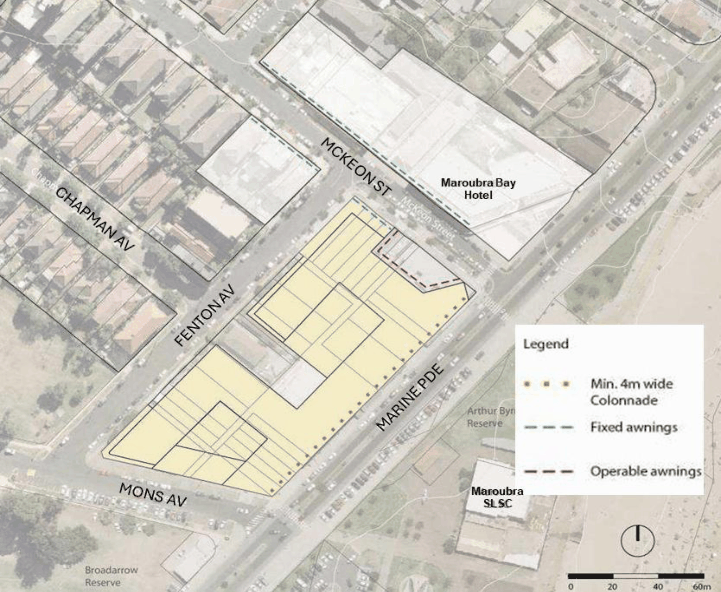 MCKEON ST
Maroubra Bay
Hotel
CHAPMAN AV
FENTON AV
MARINE PDE
Legend
Min. 4m wide
Colonnade
Fixed awnings
Operable awnings
Arthur Byr
Reserve
Maroubra
SLSC
MONS AV
Broadarrow
Reserve
0 20 40 60m